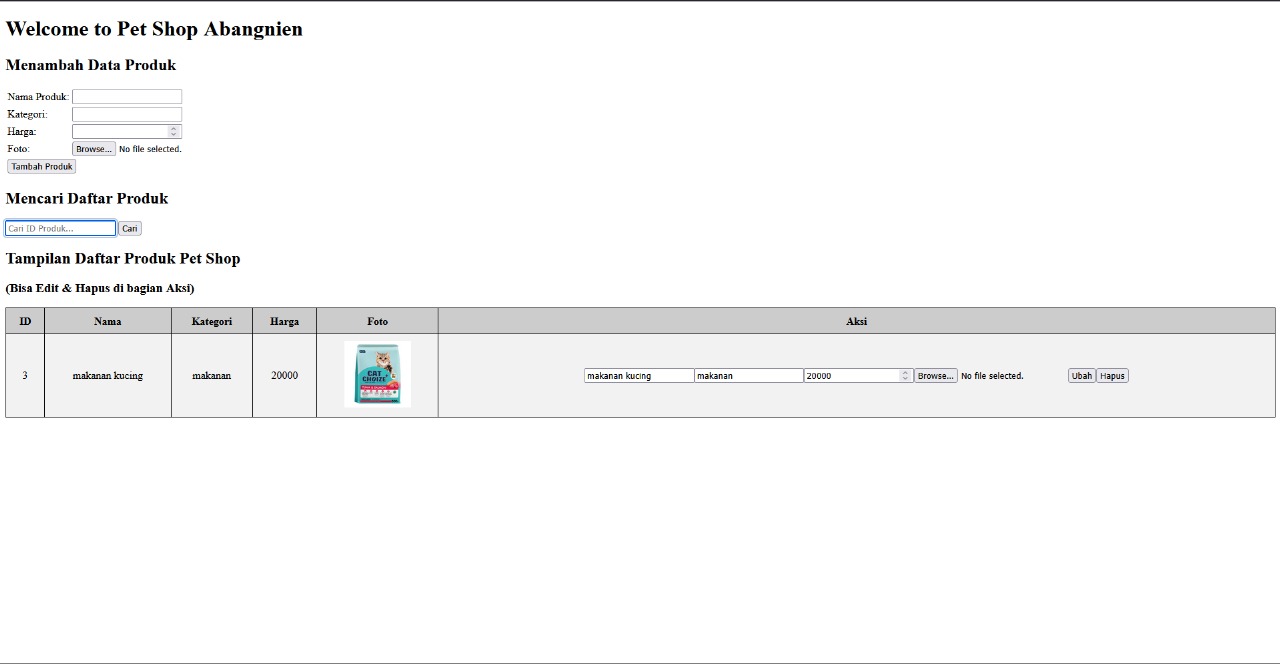 Welcome to Pet Shop Abangnien
Menambah Data Produk
Nama Produk:
Kategori:
Harga:
Foto: Browse... No file selected.
Tambah Produk
Mencari Daftar Produk
Cari ID Produk... Cari
Tampilan Daftar Produk Pet Shop
(Bisa Edit & Hapus di bagian Aksi)
ID Nama Kategori Harga Foto Aksi
3 makanan kucing makanan 20000 CAT CHOIZE makanan kucing makanan 20000 Browse... No file selected. Ubah Hapus